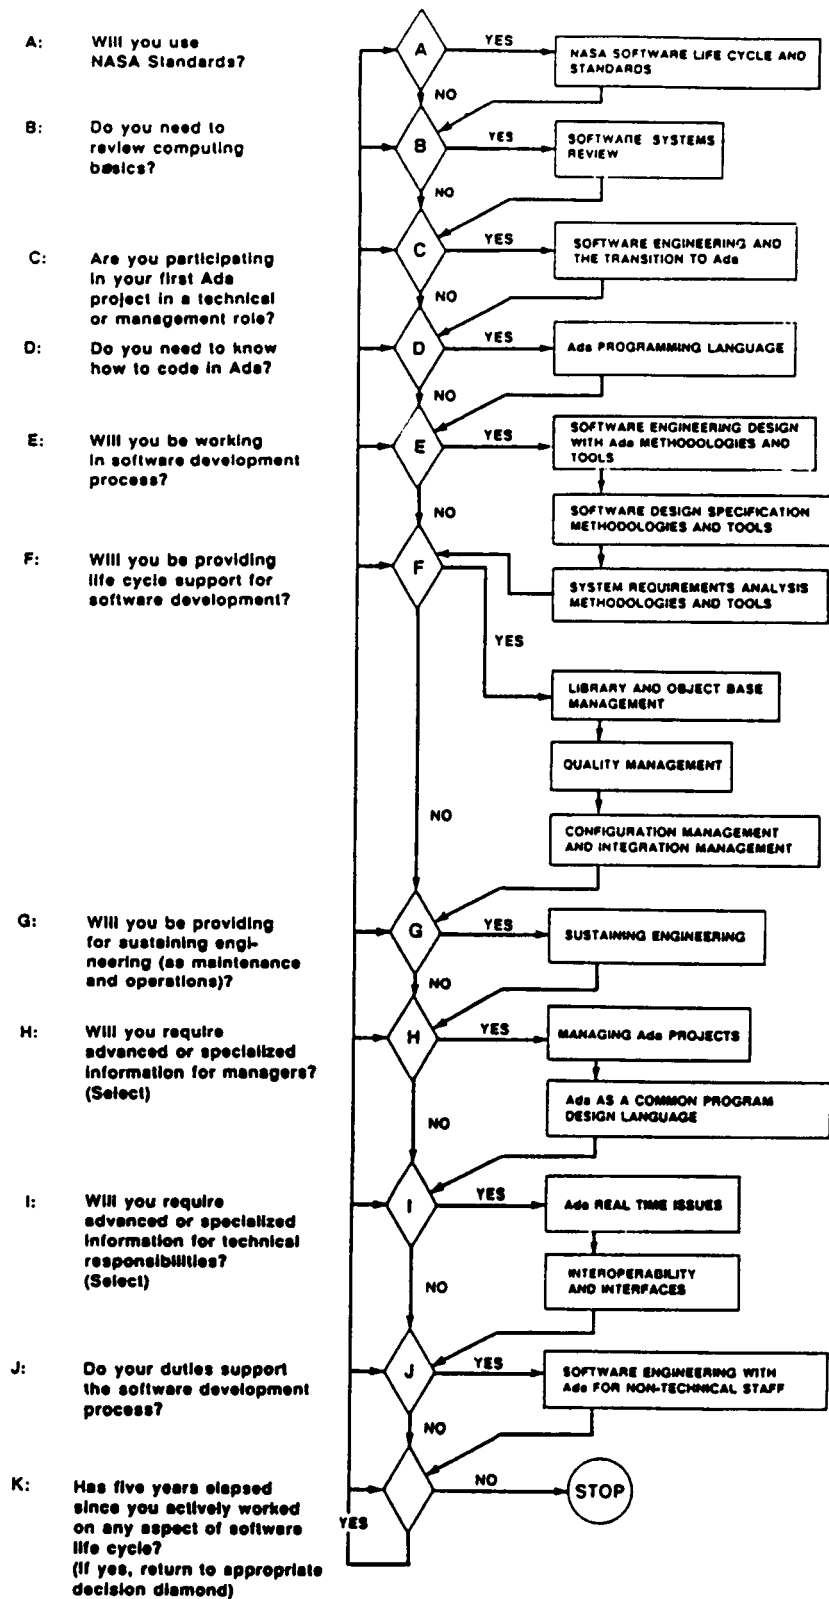 A: Will you use
NASA Standards?
A
YES
NASA SOFTWARE LIFE CYCLE AND
STANDARDS
NO
B: Do you need to
review computing
basics?
B
YES
SOFTWARE SYSTEMS
REVIEW
NO
C: Are you participating
in your first Ada
project in a technical
or management role?
C
YES
SOFTWARE ENGINEERING AND
THE TRANSITION TO Ada
NO
D: Do you need to know
how to code in Ada?
D
YES
Ada PROGRAMMING LANGUAGE
NO
E: Will you be working
in software development
process?
E
YES
SOFTWARE ENGINEERING DESIGN
WITH Ada METHODOLOGIES AND
TOOLS
NO
SOFTWARE DESIGN SPECIFICATION
METHODOLOGIES AND TOOLS
F: Will you be providing
life cycle support for
software development?
F
SYSTEM REQUIREMENTS ANALYSIS
METHODOLOGIES AND TOOLS
YES
LIBRARY AND OBJECT BASE
MANAGEMENT
QUALITY MANAGEMENT
NO
CONFIGURATION MANAGEMENT
AND INTEGRATION MANAGEMENT
G: Will you be providing
for sustaining engi-
neering (as maintenance
and operations)?
G
YES
SUSTAINING ENGINEERING
NO
H: Will you require
advanced or specialized
information for managers?
(Select)
H
YES
MANAGING Ada PROJECTS
Ada AS A COMMON PROGRAM
DESIGN LANGUAGE
NO
I: Will you require
advanced or specialized
information for technical
responsibilities?
(Select)
I
YES
Ada REAL TIME ISSUES
INTEROPERABILITY
AND INTERFACES
NO
J: Do your duties support
the software development
process?
J
YES
SOFTWARE ENGINEERING WITH
Ada FOR NON-TECHNICAL STAFF
NO
K: Has five years elapsed
since you actively worked
on any aspect of software
life cycle?
(If yes, return to appropriate
decision diamond)
YES
NO
STOP